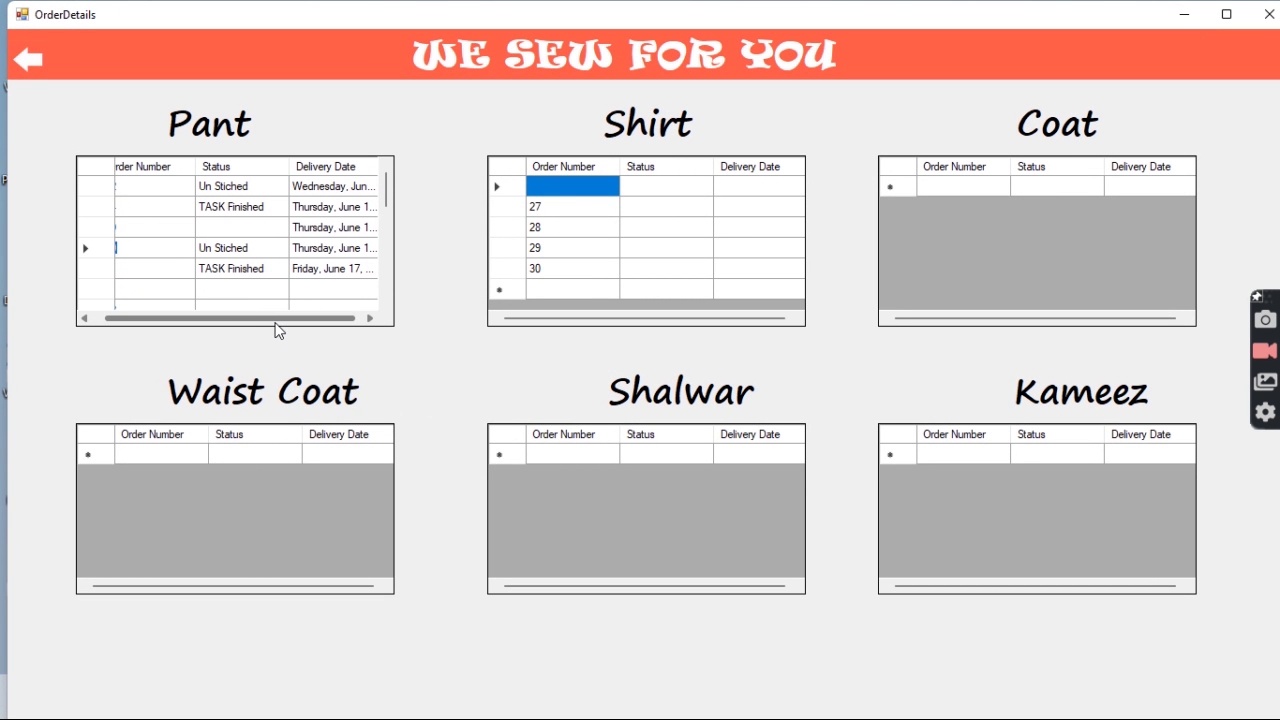 OrderDetails
WE SEW FOR YOU
Pant Shirt Coat
rder Number Status Delivery Date
Un Stiched Wednesday, Jun...
TASK Finished Thursday, June 1...
Thursday, June 1...
Un Stiched Thursday, June 1...
TASK Finished Friday, June 17, ...
Order Number Status Delivery Date
27
28
29
30
Order Number Status Delivery Date
Waist Coat Shalwar Kameez
Order Number Status Delivery Date
Order Number Status Delivery Date
Order Number Status Delivery Date